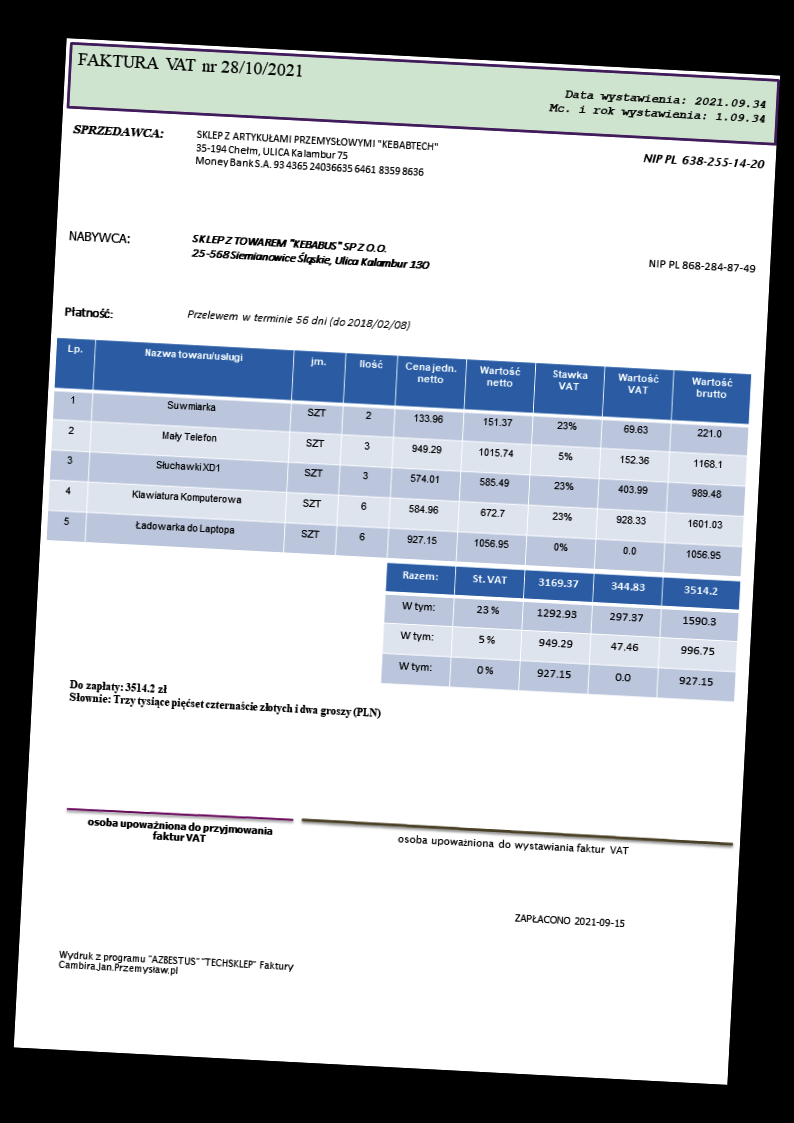 FAKTURA VAT nr 28/10/2021
Data wystawienia: 2021.09.34
Mc. i rok wystawienia: 1.09.34
SPRZEDAWCA:
SKLEP Z ARTYKUŁAMI PRZEMYSŁOWYMI "KEBABTECH"
35-194 Chełm, ULICA Kalambur 75
Money Bank S.A. 93 4365 24036635 6461 8359 8636
NIP PL 638-255-14-20
NABYWCA:
SKLEP Z TOWAREM "KEBABUS" SP Z O.O.
25-568 Siemianowice Śląskie, Ulica Kalambur 130
NIP PL 868-284-87-49
Płatność:
Przelewem w terminie 56 dni (do 2018/02/08)
Lp. Nazwa towaru/usługi jm. Ilość Cena jedn. netto Wartość netto Stawka VAT Wartość VAT Wartość brutto
1 Suwmiarka SZT 2 133.96 151.37 23% 69.63 221.0
2 Mały Telefon SZT 3 949.29 1015.74 5% 152.36 1168.1
3 Słuchawki XD1 SZT 3 574.01 585.49 23% 403.99 989.48
4 Klawiatura Komputerowa SZT 6 584.96 672.7 23% 928.33 1601.03
5 Ładowarka do Laptopa SZT 6 927.15 1056.95 0% 0.0 1056.95
Razem: St. VAT 3169.37 344.83 3514.2
W tym: 23 % 1292.93 297.37 1590.3
W tym: 5 % 949.29 47.46 996.75
W tym: 0 % 927.15 0.0 927.15
Do zapłaty: 3514.2 zł
Słownie: Trzy tysiące pięćset czternaście złotych i dwa groszy (PLN)
osoba upoważniona do przyjmowania
faktur VAT
osoba upoważniona do wystawiania faktur VAT
ZAPŁACONO 2021-09-15
Wydruk z programu "AZBESTUS" "TECHSKLEP" Faktury
Cambira.Jan.Przemysław.pl